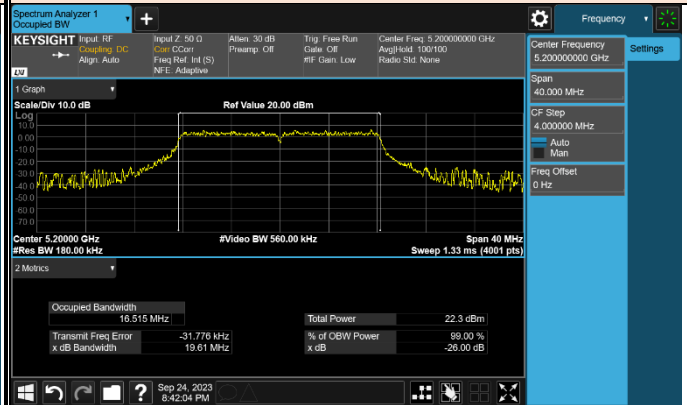 Spectrum Analyzer 1
Occupied BW
+
Frequency
KEYSIGHT
Input: RF
Coupling: DC
Align: Auto
Input Z: 50 Ω
Corr CCorr
Freq Ref: Int (S)
NFE: Adaptive
Atten: 30 dB
Preamp: Off
Trig: Free Run
Gate: Off
#IF Gain: Low
Center Freq: 5.200000000 GHz
Avg|Hold: 100/100
Radio Std: None
LXI
Center Frequency
5.200000000 GHz
Settings
Span
40.000 MHz
CF Step
4.000000 MHz
Auto
Man
Freq Offset
0 Hz
1 Graph
Scale/Div 10.0 dB
Ref Value 20.00 dBm
Log
10.0
0.00
-10.0
-20.0
-30.0
-40.0
-50.0
-60.0
-70.0
Center 5.20000 GHz
#Video BW 560.00 kHz
Span 40 MHz
#Res BW 180.00 kHz
Sweep 1.33 ms (4001 pts)
2 Metrics
Occupied Bandwidth
16.515 MHz
Total Power 22.3 dBm
Transmit Freq Error -31.776 kHz
% of OBW Power 99.00 %
x dB Bandwidth 19.61 MHz
x dB -26.00 dB
?
Sep 24, 2023
8:42:04 PM